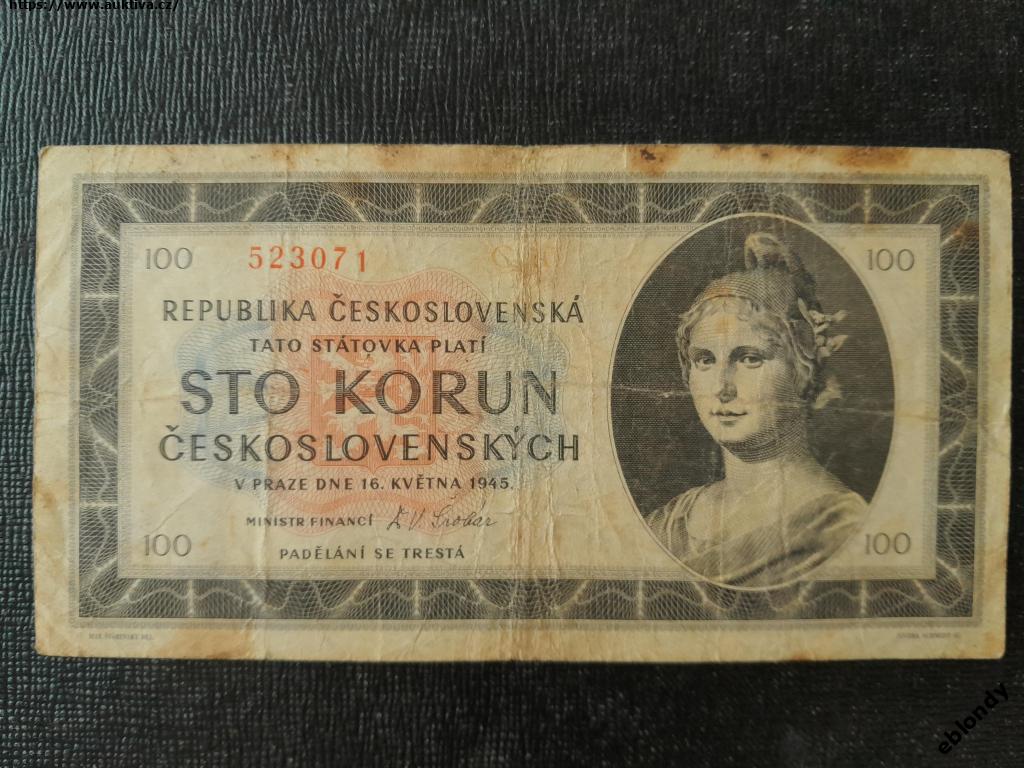 https://www.auktiva.cz/
100 523071 100
REPUBLIKA ČESKOSLOVENSKÁ
TATO STÁTOVKA PLATÍ
STO KORUN
ČESKOSLOVENSKÝCH
V PRAZE DNE 16. KVĚTNA 1945.
MINISTR FINANCÍ
100 PADĚLÁNÍ SE TRESTÁ 100
eblondy